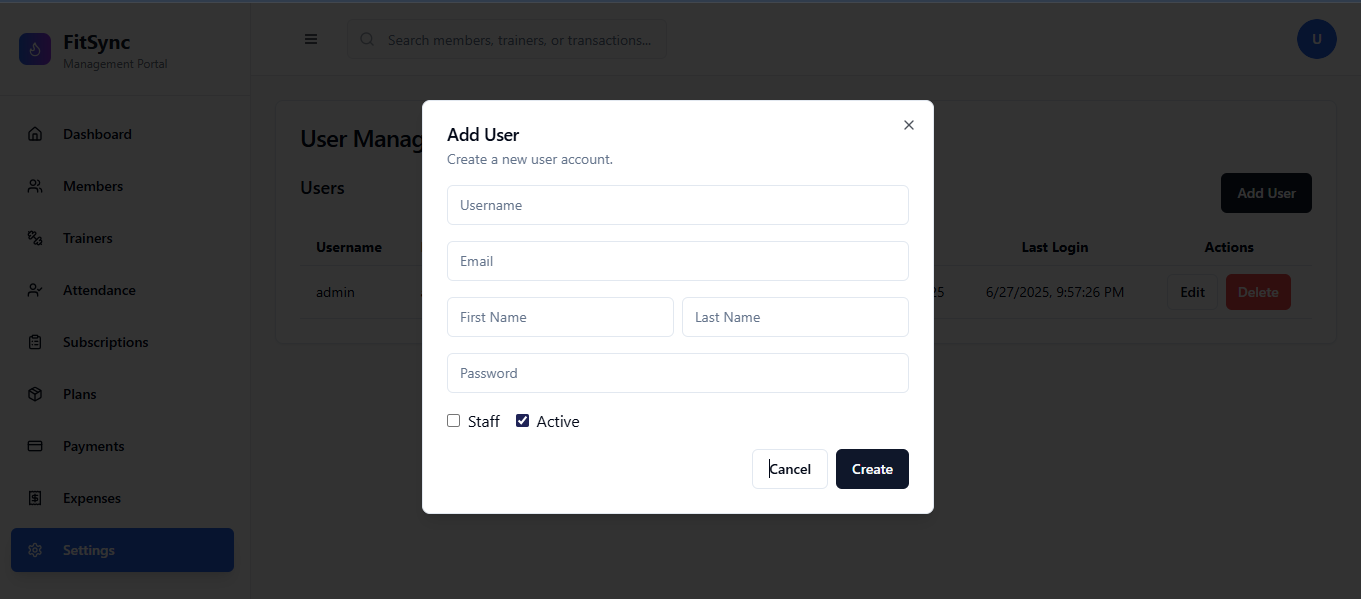 FitSync
Management Portal
Search members, trainers, or transactions...
U
Dashboard
Members
Trainers
Attendance
Subscriptions
Plans
Payments
Expenses
Settings
User Manag
Users
Add User
Username Last Login Actions
admin 25 6/27/2025, 9:57:26 PM Edit Delete
Add User
Create a new user account.
Username
Email
First Name Last Name
Password
Staff Active
Cancel Create